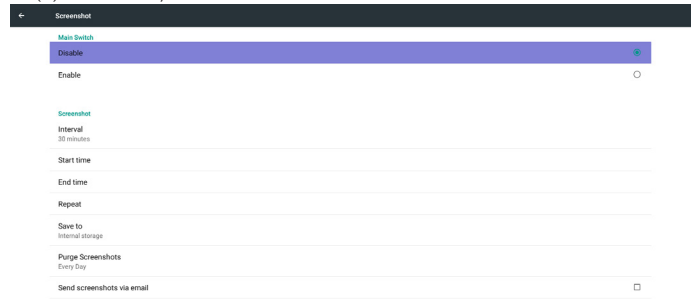 Screenshot
Main Switch
Disable
Enable
Screenshot
Interval
30 minutes
Start time
End time
Repeat
Save to
Internal storage
Purge Screenshots
Every Day
Send screenshots via email